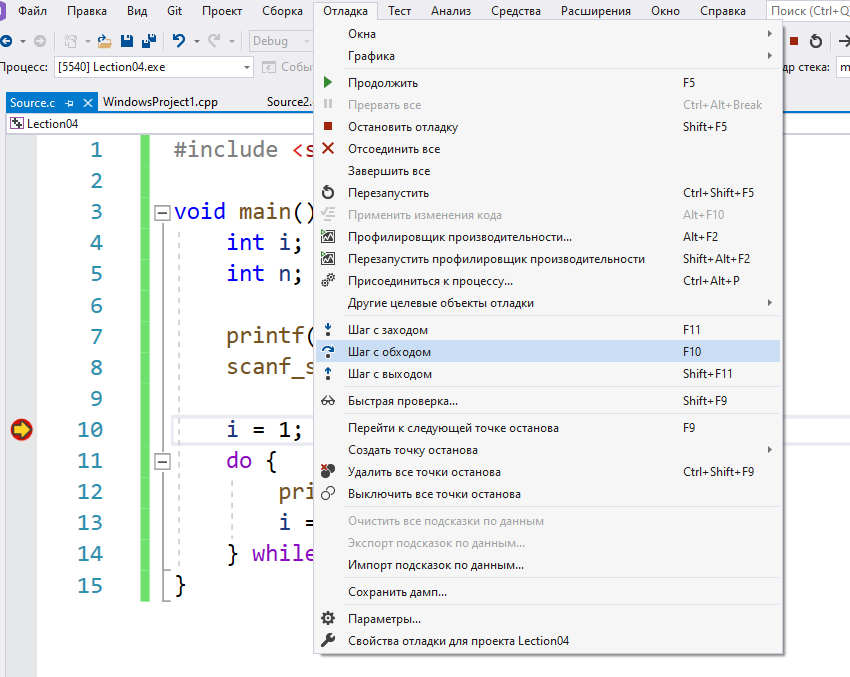 Файл Правка Вид Git Проект Сборка Отладка Тест Анализ Средства Расширения Окно Справка Поиск (Ctrl+Q)
Debug
Процесс: [5540] Lection04.exe
Source.c WindowsProject1.cpp Source2.
Lection04
1 #include <s
2
3 void main()
4 int i;
5 int n;
6
7 printf(
8 scanf_s
9
10 i = 1;
11 do {
12 pri
13 i =
14 } while
15 }
Окна
Графика
Продолжить F5
Прервать все Ctrl+Alt+Break
Остановить отладку Shift+F5
Отсоединить все
Завершить все
Перезапустить Ctrl+Shift+F5
Применить изменения кода Alt+F10
Профилировщик производительности... Alt+F2
Перезапустить профилировщик производительности Shift+Alt+F2
Присоединиться к процессу... Ctrl+Alt+P
Другие целевые объекты отладки
Шаг с заходом F11
Шаг с обходом F10
Шаг с выходом Shift+F11
Быстрая проверка... Shift+F9
Перейти к следующей точке останова F9
Создать точку останова
Удалить все точки останова Ctrl+Shift+F9
Выключить все точки останова
Очистить все подсказки по данным
Экспорт подсказок по данным...
Импорт подсказок по данным...
Сохранить дамп...
Параметры...
Свойства отладки для проекта Lection04
др стека: